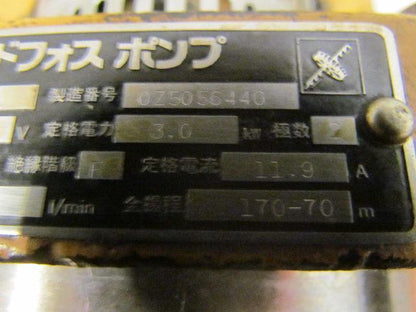 ドフォス ポンプ
製造番号 0Z5056440
V 定格電力 3.0 kW 極数 2
絶縁階級 F 定格電流 11.9 A
l/min 全揚程 170-70 m